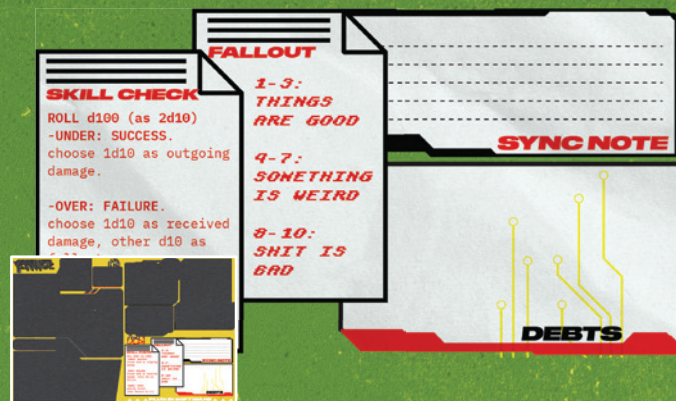 SKILL CHECK
ROLL d100 (as 2d10)
-UNDER: SUCCESS.
choose 1d10 as outgoing
damage.
-OVER: FAILURE.
choose 1d10 as received
damage, other d10 as
FALLOUT
1-3:
THINGS
ARE GOOD
4-7:
SOMETHING
IS WEIRD
8-10:
SHIT IS
BAD
SYNC NOTE
DEBTS